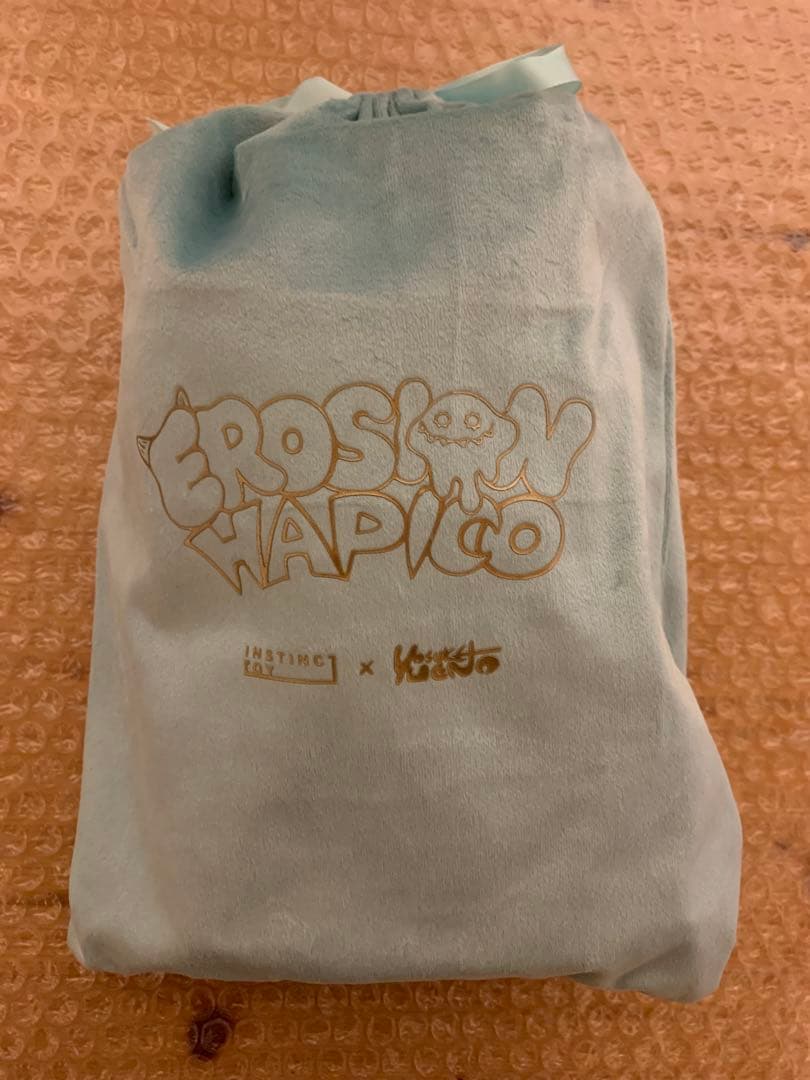 EROSION
HAPICO
INSTINCTOY × YOSUKE UENO